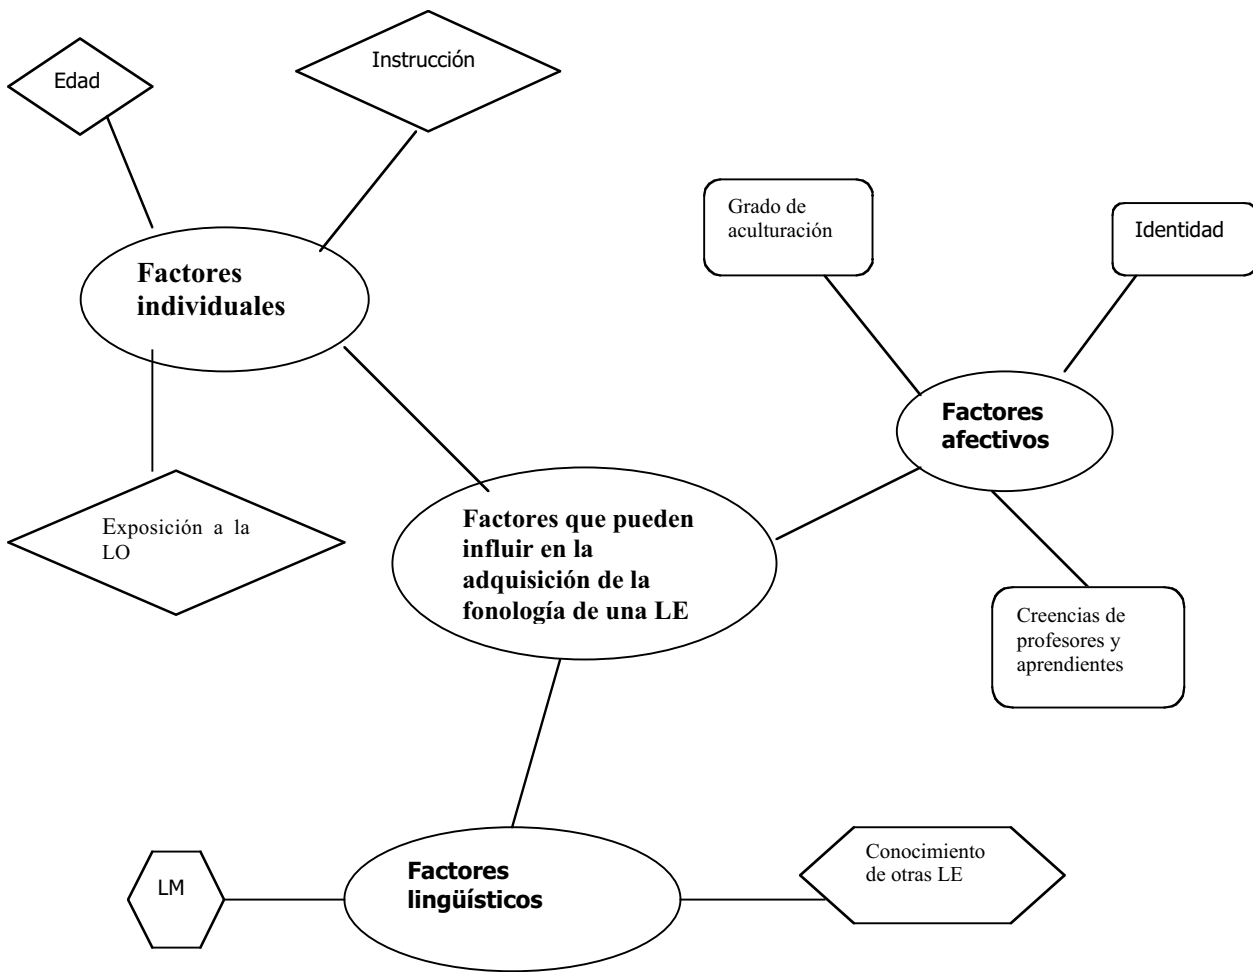 Edad
Instrucción
Grado de
aculturación
Identidad
Factores
individuales
Factores
afectivos
Exposición a la
LO
Factores que pueden
influir en la
adquisición de la
fonología de una LE
Creencias de
profesores y
aprendientes
LM
Factores
lingüísticos
Conocimiento
de otras LE